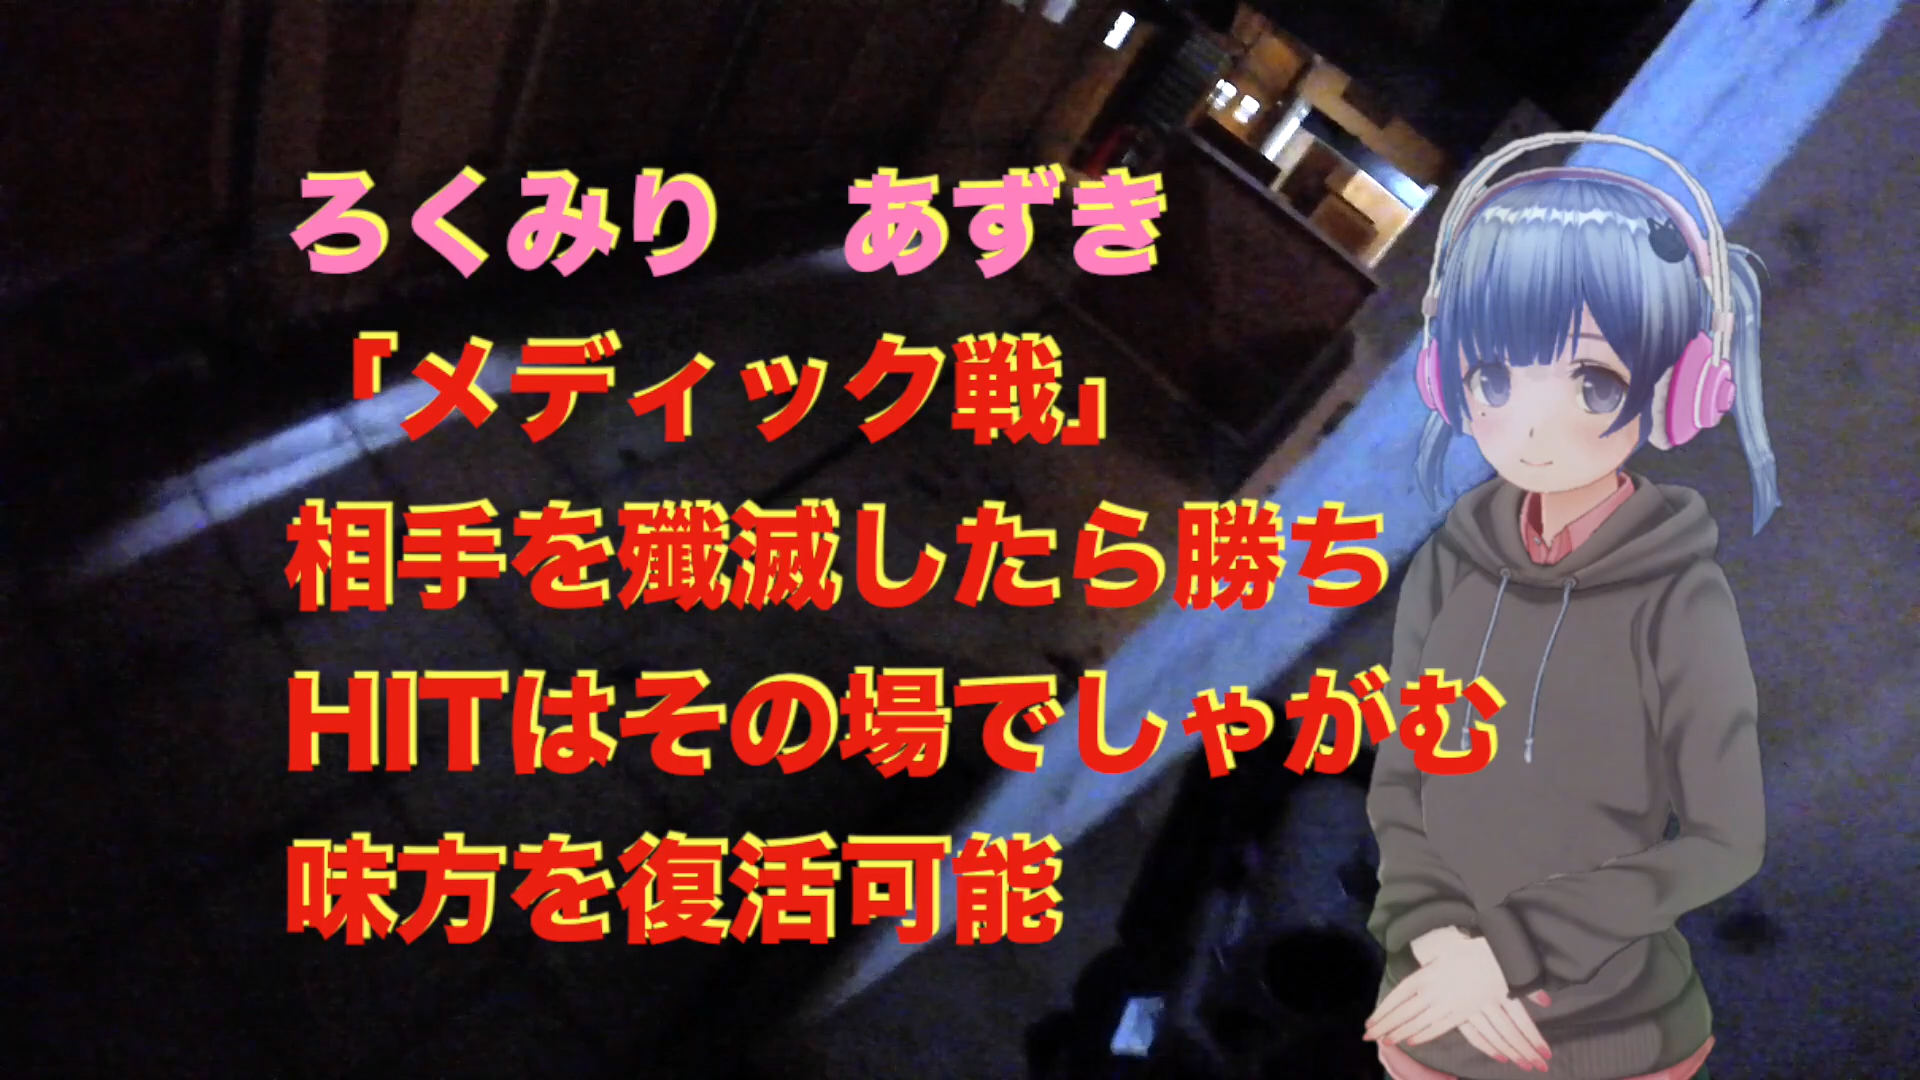 ろくみり　あずき
「メディック戦」
相手を殲滅したら勝ち
HITはその場でしゃがむ
味方を復活可能